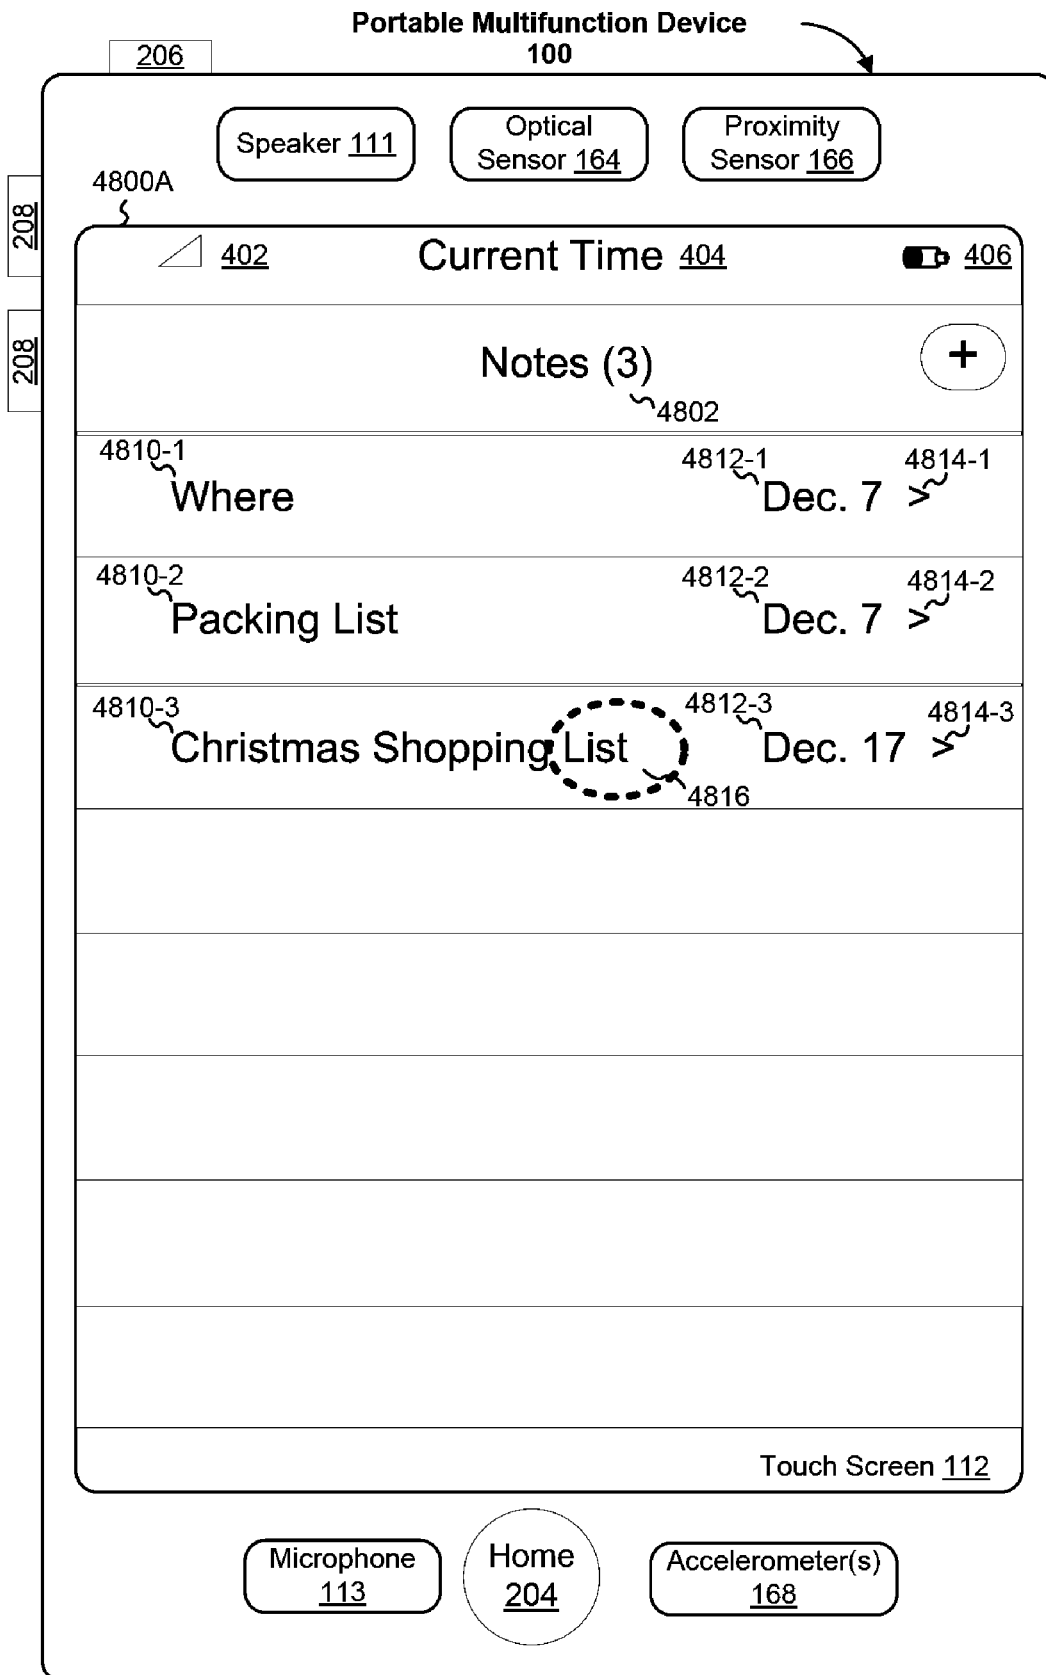 Portable Multifunction Device
100
206
Speaker 111
Optical
Sensor 164
Proximity
Sensor 166
4800A
208
208
402
Current Time 404
406
Notes (3)
+
4802
4810-1
4812-1
4814-1
Where
Dec. 7 >
4810-2
4812-2
4814-2
Packing List
Dec. 7 >
4810-3
4812-3
4814-3
Christmas Shopping List
Dec. 17 >
4816
Touch Screen 112
Microphone
113
Home
204
Accelerometer(s)
168